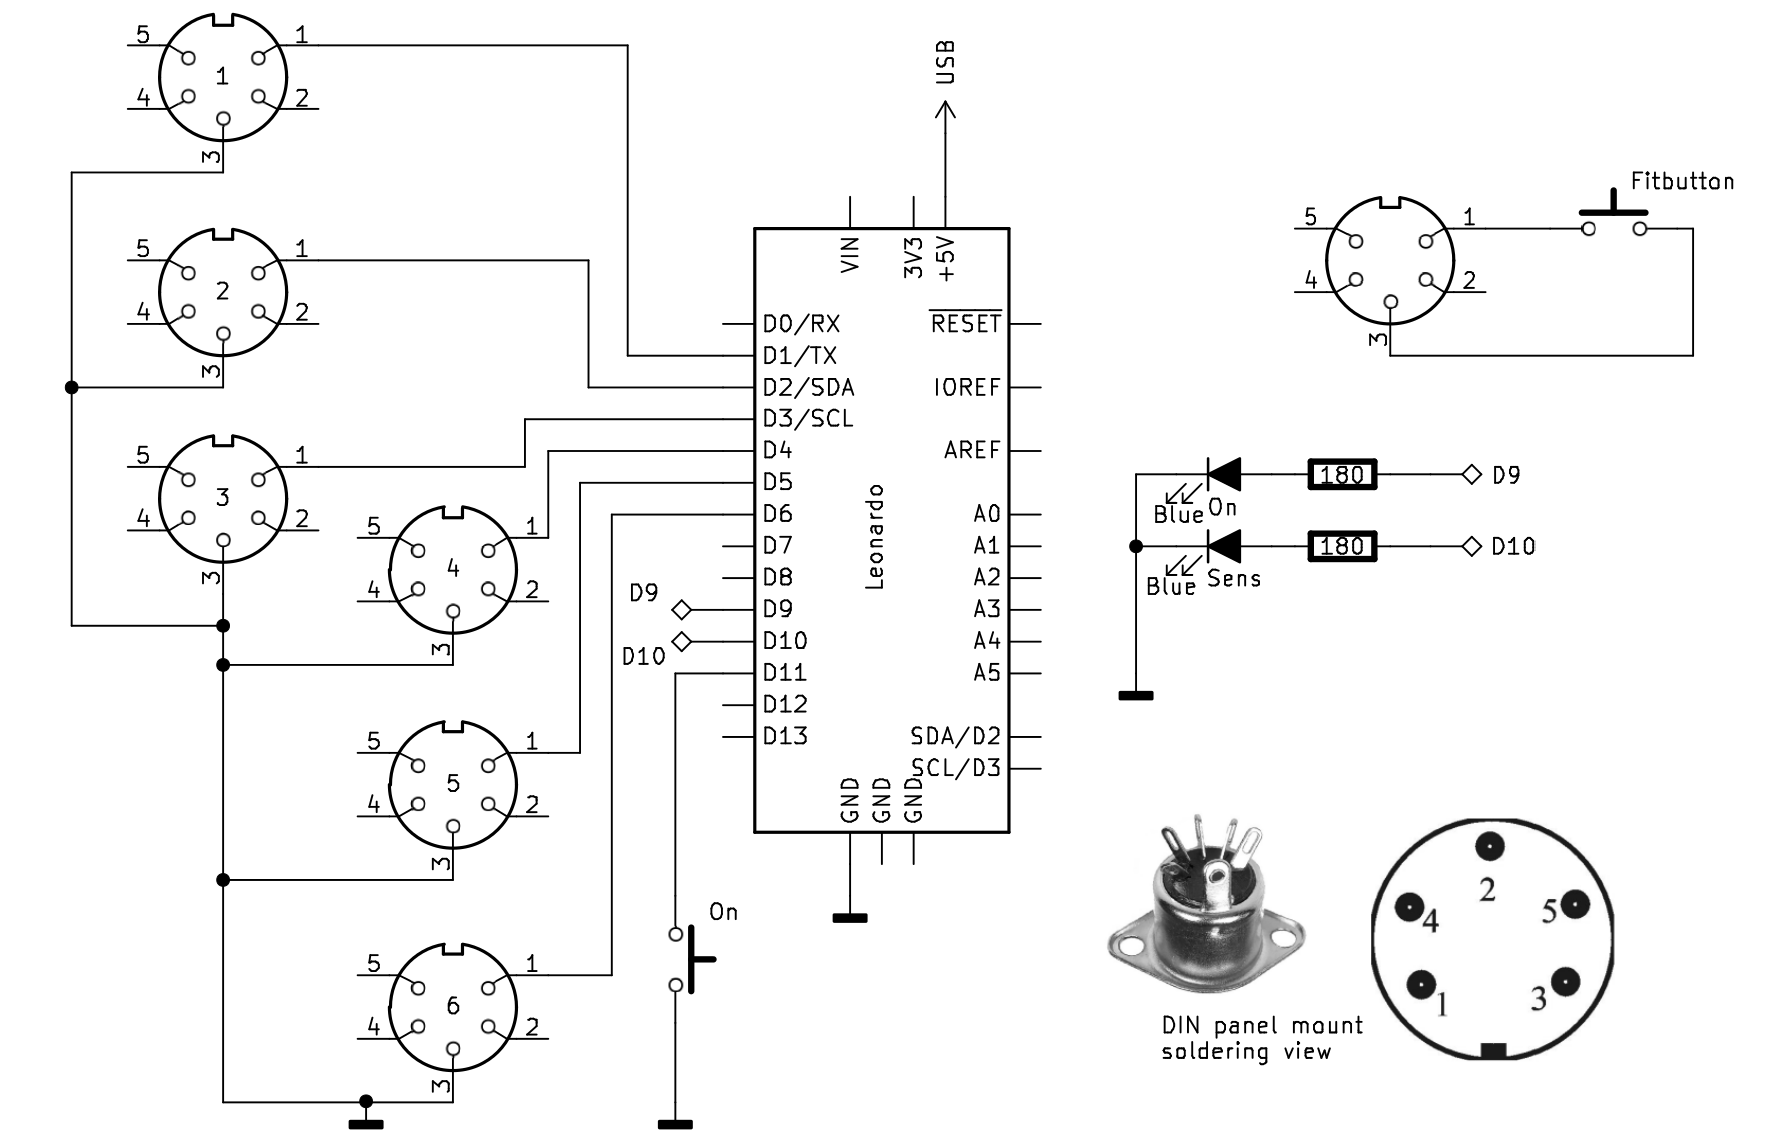 5
1
1
4
2
3
5
1
2
4
2
3
5
1
3
4
2
3
5
1
4
4
2
3
5
1
5
4
2
3
5
1
6
4
2
3
USB
VIN
3V3
+5V
D0/RX
D1/TX
D2/SDA
D3/SCL
D4
D5
D6
D7
D8
D9
D10
D11
D12
D13
D9
D10
Leonardo
RESET
IOREF
AREF
A0
A1
A2
A3
A4
A5
SDA/D2
SCL/D3
GND
GND
GND
On
Fitbutton
5
1
4
2
3
180
D9
Blue On
180
D10
Blue Sens
DIN panel mount
soldering view
2
4
5
1
3